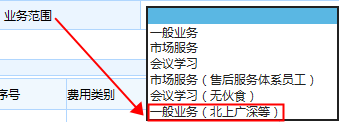 业务范围
一般业务
市场服务
会议学习
市场服务（售后服务体系员工）
会议学习（无伙食）
一般业务（北上广深等）
序号 费用类别